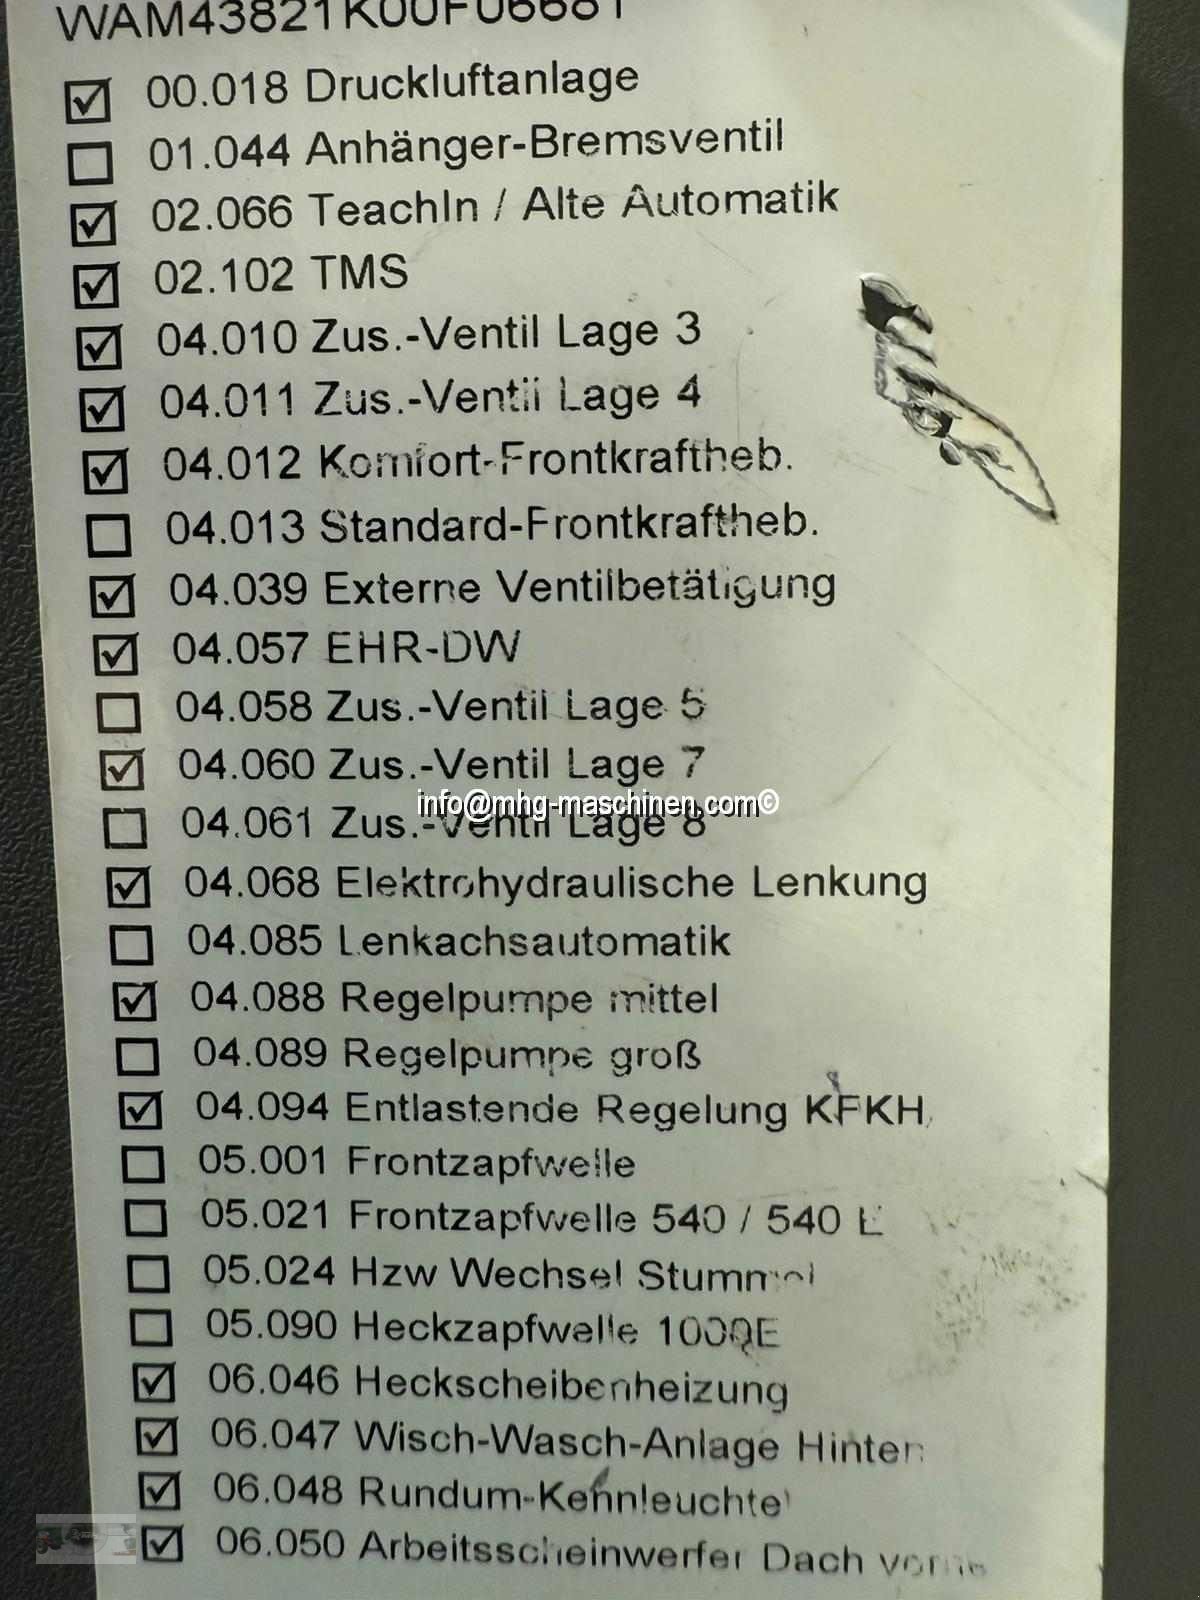 WAM43821K00F06681
☑ 00.018 Druckluftanlage
☐ 01.044 Anhänger-Bremsventil
☑ 02.066 TeachIn / Alte Automatik
☑ 02.102 TMS
☑ 04.010 Zus.-Ventil Lage 3
☑ 04.011 Zus.-Ventil Lage 4
☑ 04.012 Komfort-Frontkraftheb.
☐ 04.013 Standard-Frontkraftheb.
☑ 04.039 Externe Ventilbetätigung
☑ 04.057 EHR-DW
☐ 04.058 Zus.-Ventil Lage 5
☑ 04.060 Zus.-Ventil Lage 7
info@mhg-maschinen.com©
☐ 04.061 Zus.-Ventil Lage 8
☑ 04.068 Elektrohydraulische Lenkung
☐ 04.085 Lenkachsautomatik
☑ 04.088 Regelpumpe mittel
☐ 04.089 Regelpumpe groß
☑ 04.094 Entlastende Regelung KFKH
☐ 05.001 Frontzapfwelle
☐ 05.021 Frontzapfwelle 540 / 540 E
☐ 05.024 Hzw Wechsel Stummel
☐ 05.090 Heckzapfwelle 1000E
☑ 06.046 Heckscheibenheizung
☑ 06.047 Wisch-Wasch-Anlage Hinten
☑ 06.048 Rundum-Kennleuchte
☑ 06.050 Arbeitsscheinwerfer Dach vorne